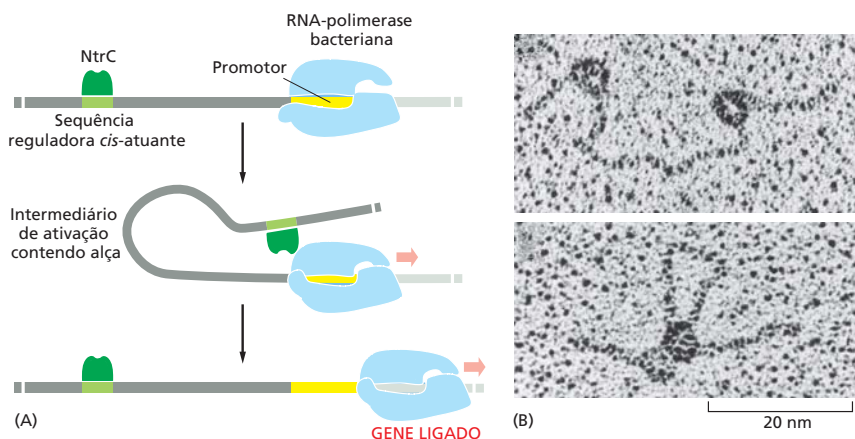 RNA-polimerase
bacteriana
NtrC
Promotor
Sequência
reguladora cis-atuante
Intermediário
de ativação
contendo alça
GENE LIGADO
(A)
(B)
20 nm